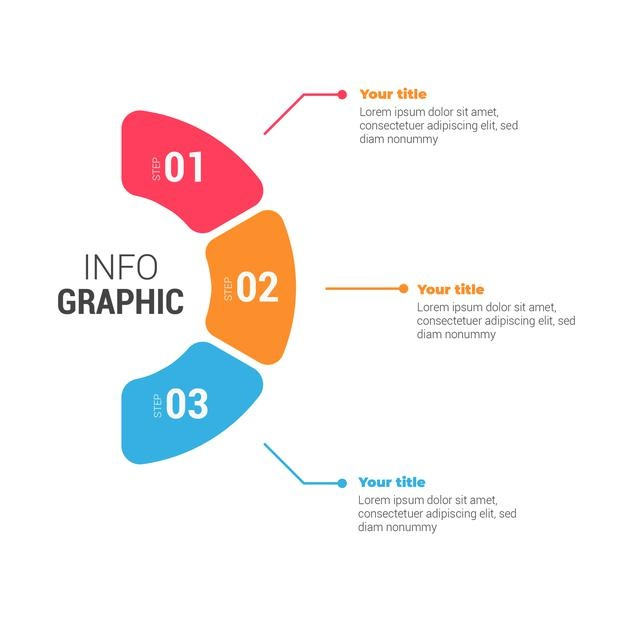 INFO
GRAPHIC
STEP 01
Your title
Lorem ipsum dolor sit amet,
consectetuer adipiscing elit, sed
diam nonummy
STEP 02
Your title
Lorem ipsum dolor sit amet,
consectetuer adipiscing elit, sed
diam nonummy
STEP 03
Your title
Lorem ipsum dolor sit amet,
consectetuer adipiscing elit, sed
diam nonummy